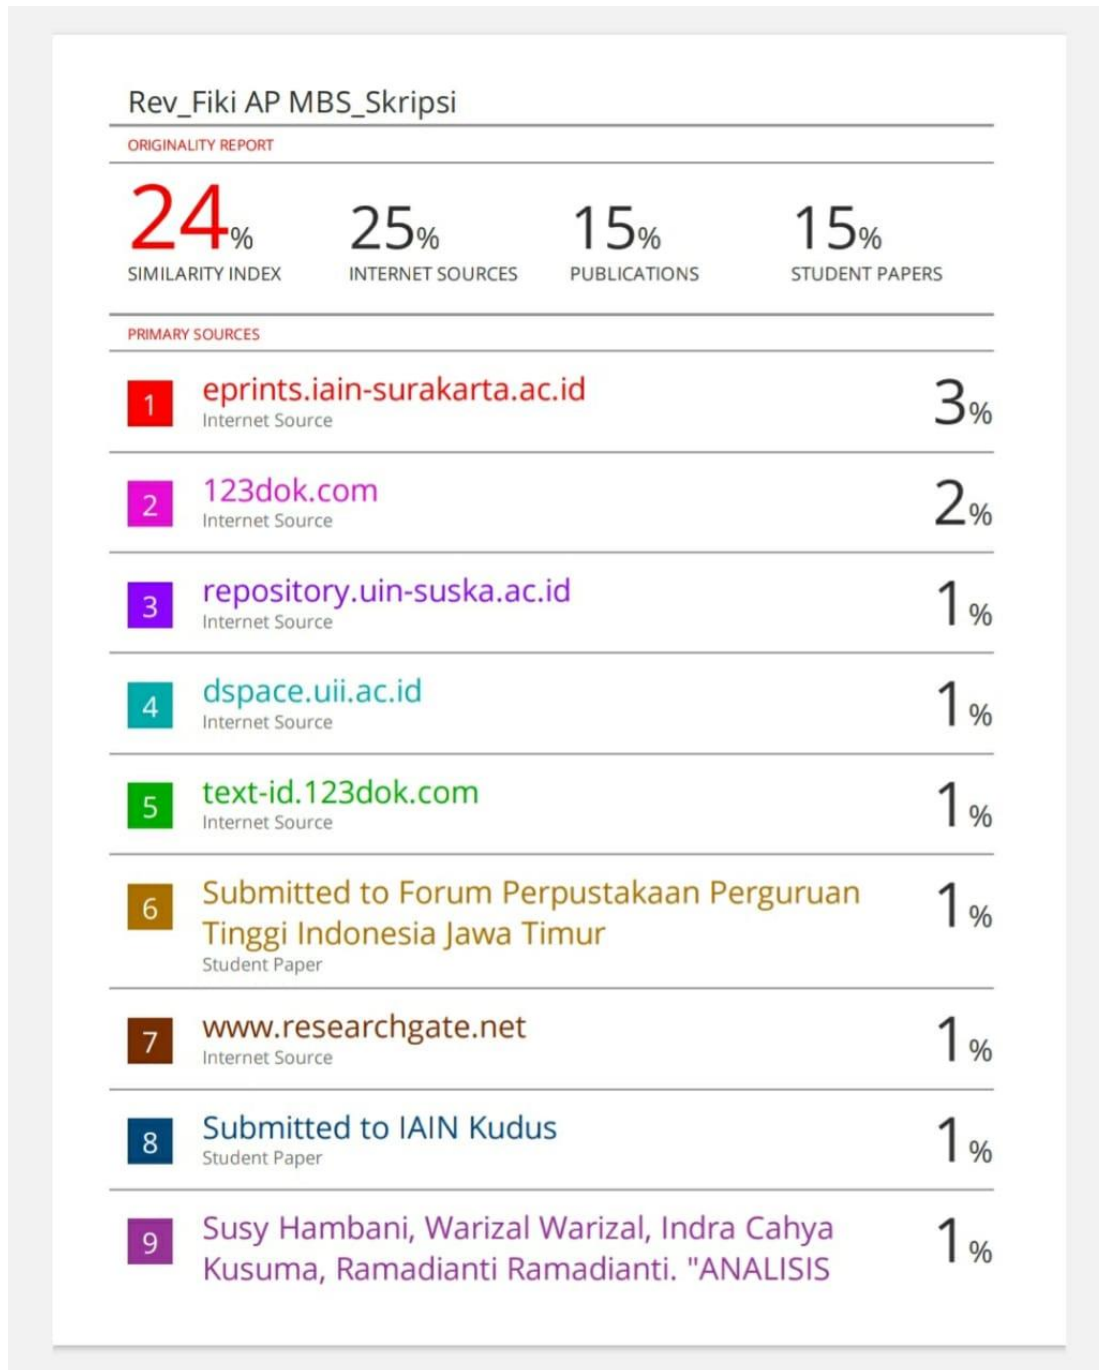 Rev_Fiki AP MBS_Skripsi
ORIGINALITY REPORT
24%
25%
15%
15%
SIMILARITY INDEX
INTERNET SOURCES
PUBLICATIONS
STUDENT PAPERS
PRIMARY SOURCES
1
eprints.iain-surakarta.ac.id
Internet Source
3%
2
123dok.com
Internet Source
2%
3
repository.uin-suska.ac.id
Internet Source
1%
4
dspace.uii.ac.id
Internet Source
1%
5
text-id.123dok.com
Internet Source
1%
6
Submitted to Forum Perpustakaan Perguruan
Tinggi Indonesia Jawa Timur
Student Paper
1%
7
www.researchgate.net
Internet Source
1%
8
Submitted to IAIN Kudus
Student Paper
1%
9
Susy Hambani, Warizal Warizal, Indra Cahya
Kusuma, Ramadianti Ramadianti. "ANALISIS
1%